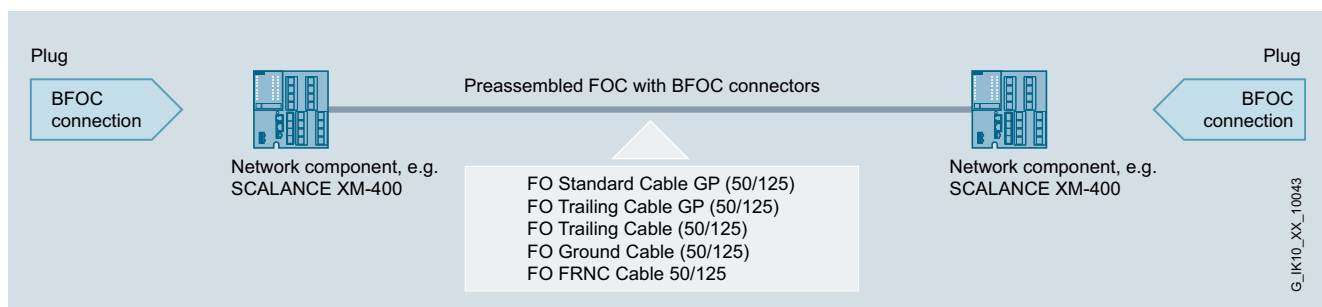 Plug
Plug
BFOC
connection
Preassembled FOC with BFOC connectors
BFOC
connection
Network component, e.g.
SCALANCE XM-400
Network component, e.g.
SCALANCE XM-400
FO Standard Cable GP (50/125)
FO Trailing Cable GP (50/125)
FO Trailing Cable (50/125)
FO Ground Cable (50/125)
FO FRNC Cable 50/125
G_IK10_XX_10043